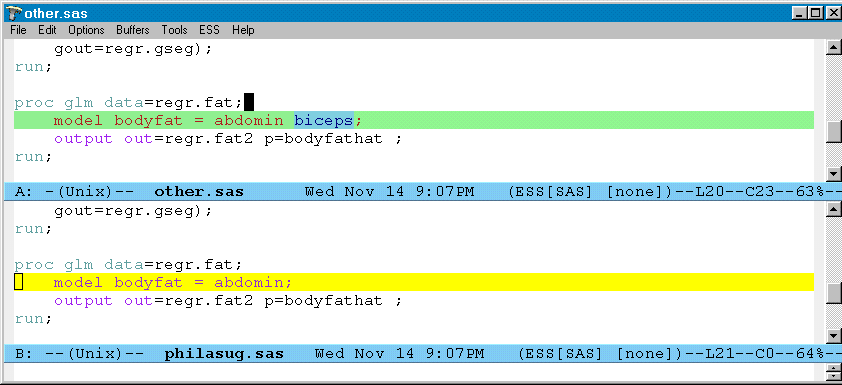 other.sas
File Edit Options Buffers Tools ESS Help
gout=regr.gseg);
run;
proc glm data=regr.fat;
model bodyfat = abdomin biceps;
output out=regr.fat2 p=bodyfathat ;
run;
A: -(Unix)-- other.sas Wed Nov 14 9:07PM (ESS[SAS] [none])--L20--C23--63%--
gout=regr.gseg);
run;
proc glm data=regr.fat;
model bodyfat = abdomin;
output out=regr.fat2 p=bodyfathat ;
run;
B: --(Unix)-- philasug.sas Wed Nov 14 9:07PM (ESS[SAS] [none])--L21--C0--64%--